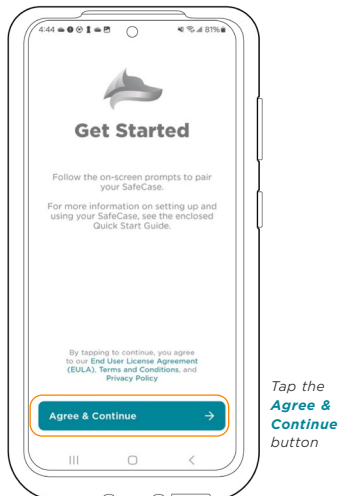 4:44
81%
Get Started
Follow the on-screen prompts to pair
your SafeCase.
For more information on setting up and
using your SafeCase, see the enclosed
Quick Start Guide.
By tapping to continue, you agree
to our End User License Agreement
(EULA), Terms and Conditions, and
Privacy Policy
Agree & Continue
Tap the
Agree &
Continue
button